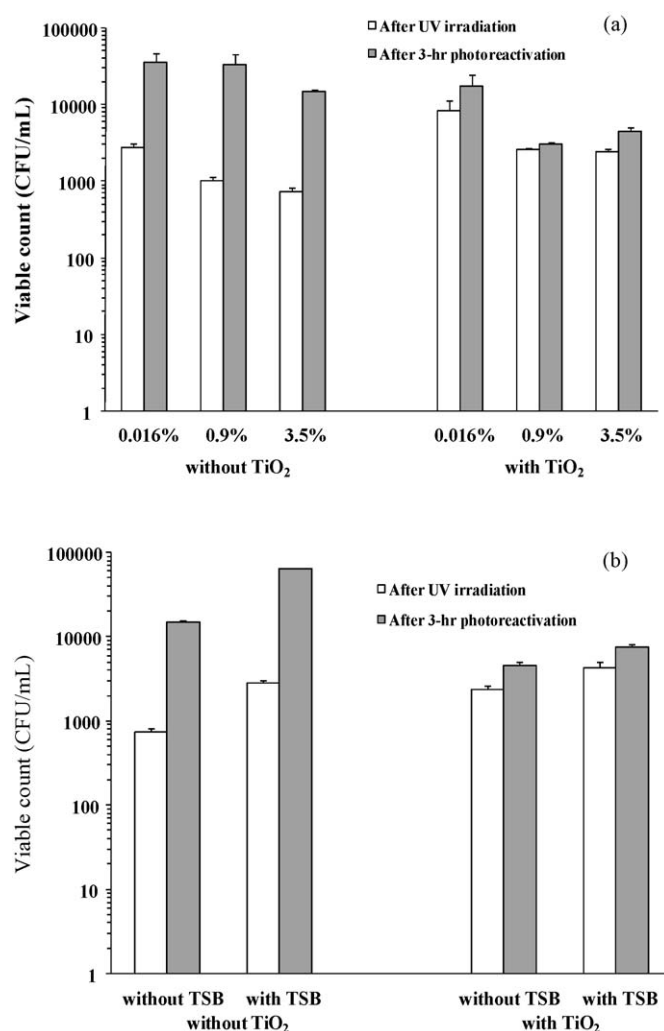 (a)
After UV irradiation
After 3-hr photoreactivation
Viable count (CFU/mL)
100000
10000
1000
100
10
1
0.016% 0.9% 3.5% 0.016% 0.9% 3.5%
without TiO₂ with TiO₂
(b)
After UV irradiation
After 3-hr photoreactivation
Viable count (CFU/mL)
100000
10000
1000
100
10
1
without TSB with TSB without TSB with TSB
without TiO₂ with TiO₂